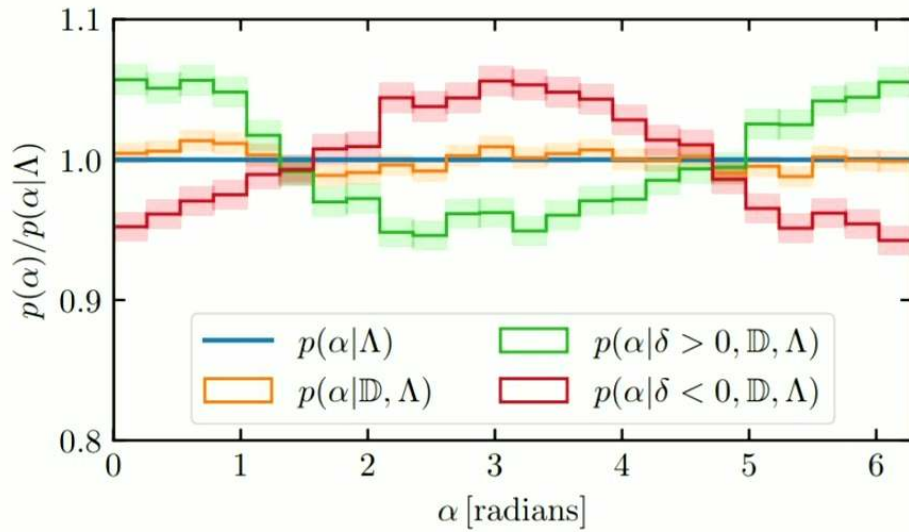 1.1
1.0
0.9
0.8
p(α)/p(α|Λ)
p(α|Λ)
p(α|𝔻, Λ)
p(α|δ > 0, 𝔻, Λ)
p(α|δ < 0, 𝔻, Λ)
0 1 2 3 4 5 6
α [radians]